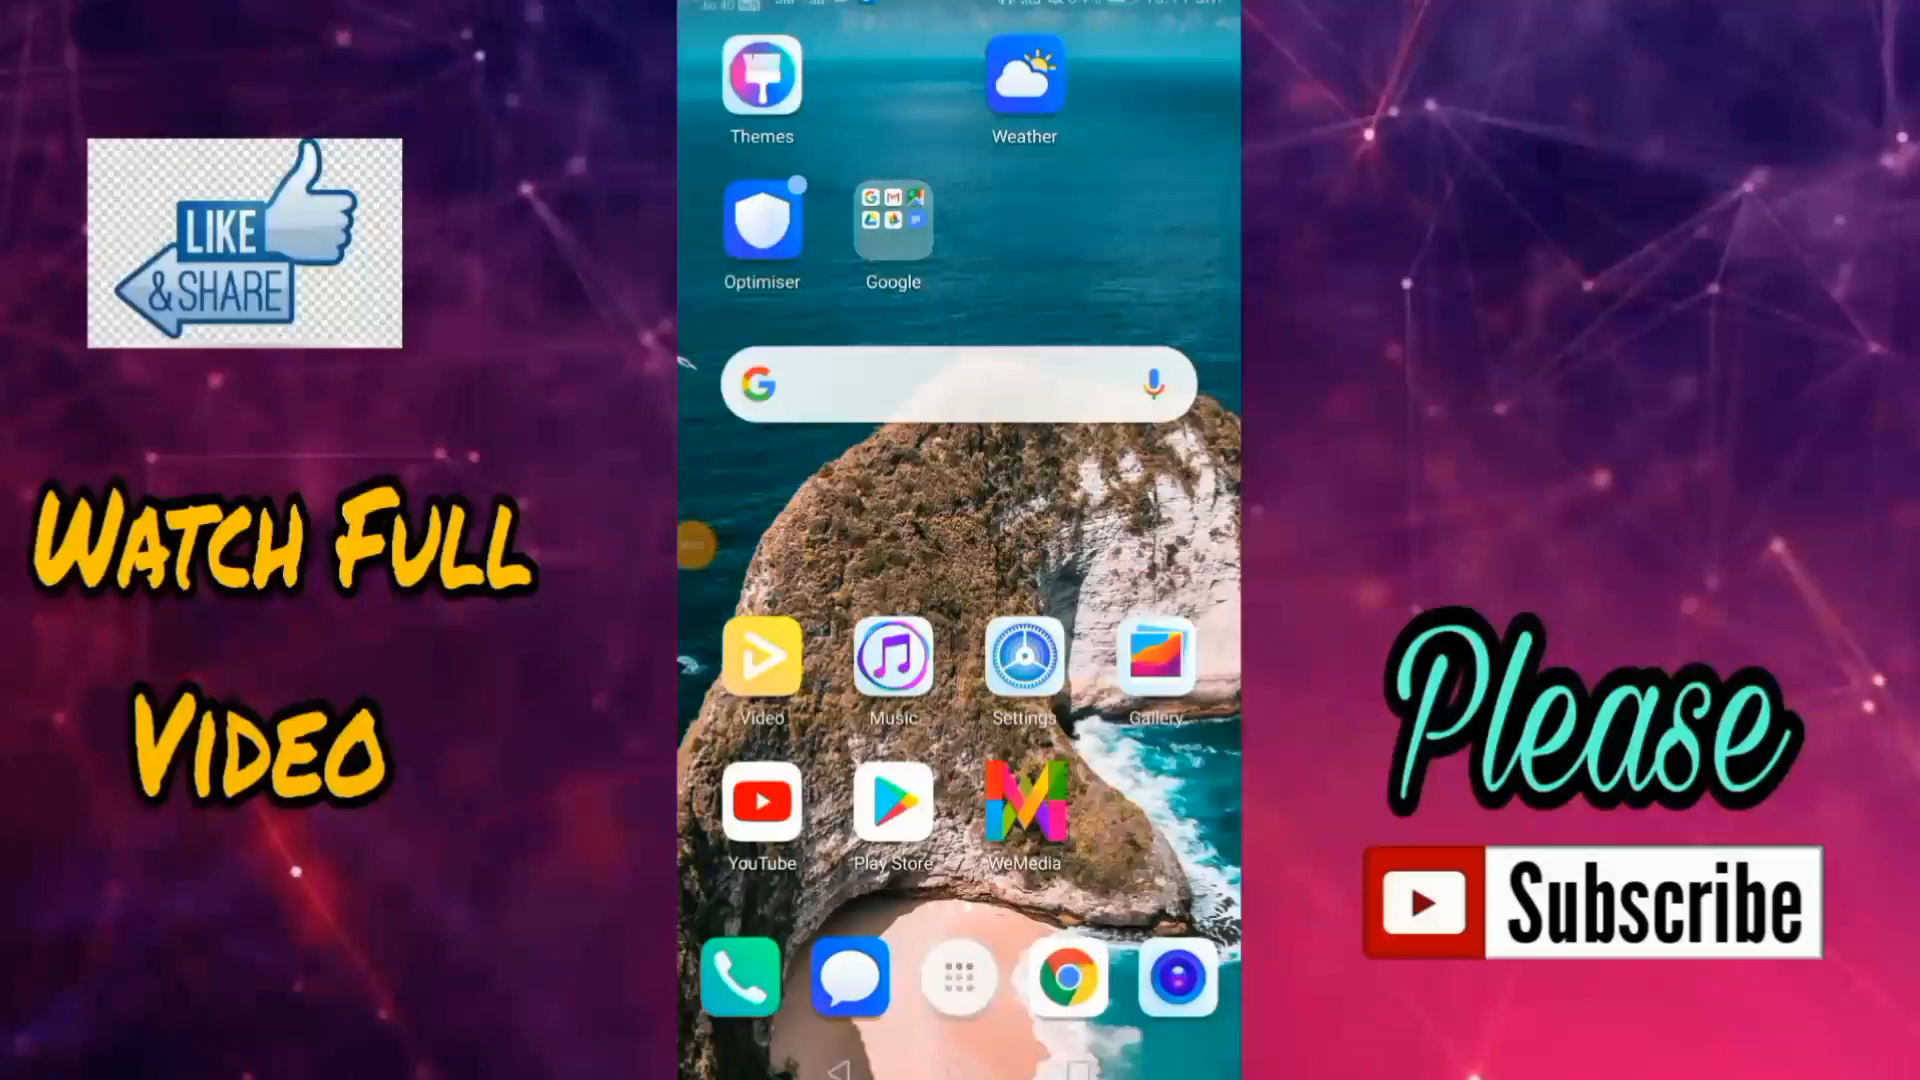 Themes
Weather
Optimiser
Google
LIKE
& SHARE
WATCH FULL
VIDEO
Video
Music
Settings
Gallery
YouTube
Play Store
WeMedia
Please
Subscribe